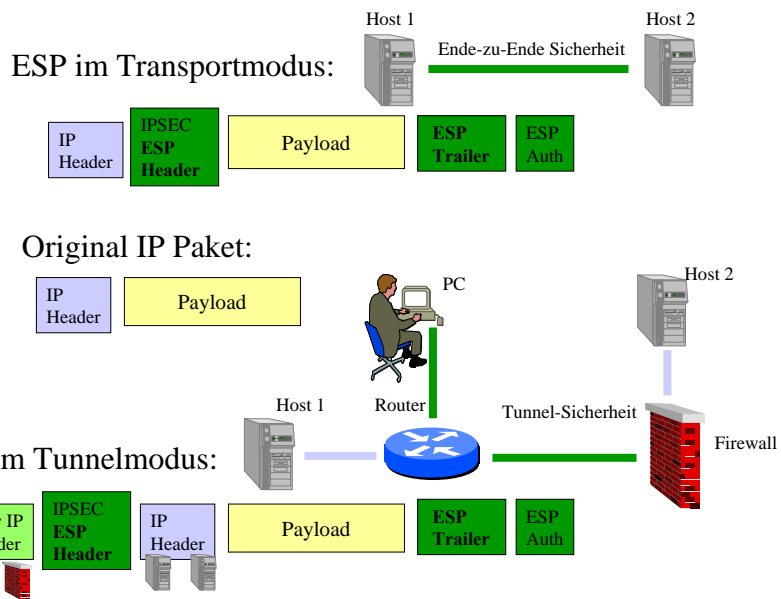 Host 1
Host 2
Ende-zu-Ende Sicherheit
ESP im Transportmodus:
IP
Header
IPSEC
ESP
Header
Payload
ESP
Trailer
ESP
Auth
Original IP Paket:
IP
Header
Payload
PC
Host 2
Host 1
Router
Tunnel-Sicherheit
Firewall
m Tunnelmodus:
IP
der
IPSEC
ESP
Header
IP
Header
Payload
ESP
Trailer
ESP
Auth